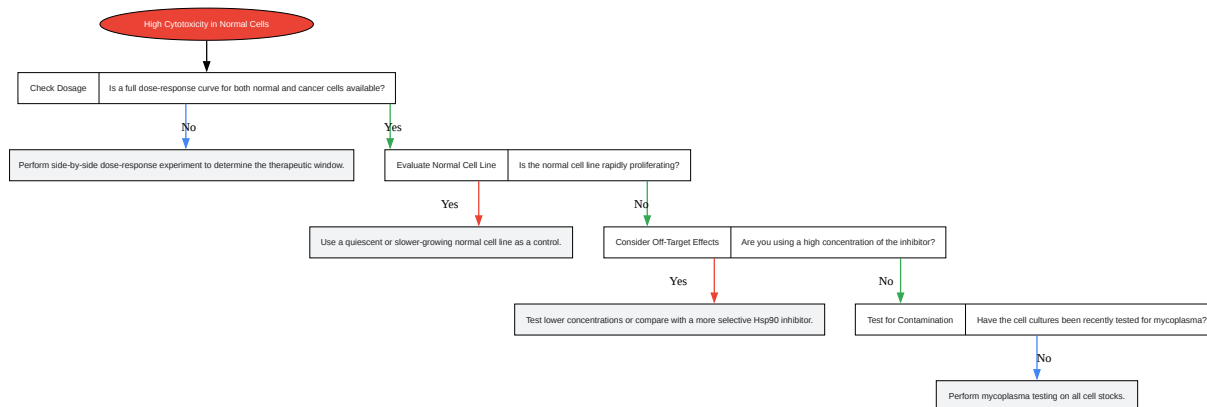 High Cytotoxicity in Normal Cells
Check Dosage
Is a full dose-response curve for both normal and cancer cells available?
No
Yes
Perform side-by-side dose-response experiment to determine the therapeutic window.
Evaluate Normal Cell Line
Is the normal cell line rapidly proliferating?
Yes
No
Use a quiescent or slower-growing normal cell line as a control.
Consider Off-Target Effects
Are you using a high concentration of the inhibitor?
Yes
No
Test lower concentrations or compare with a more selective Hsp90 inhibitor.
Test for Contamination
Have the cell cultures been recently tested for mycoplasma?
No
Perform mycoplasma testing on all cell stocks.